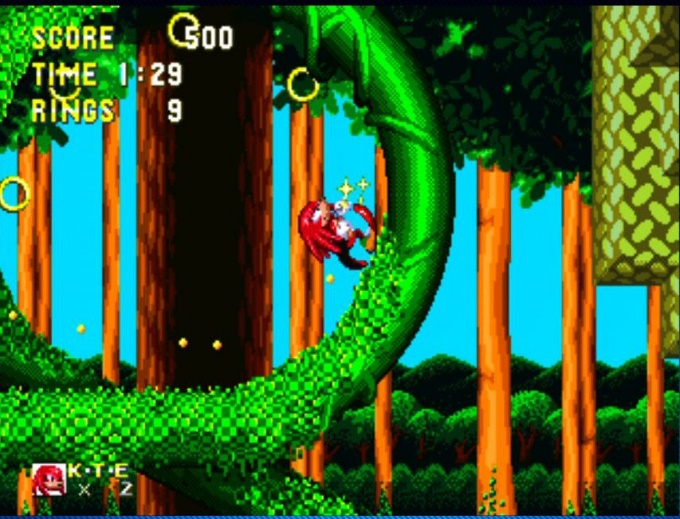 SCORE 500
TIME 1:29
RINGS 9
K·T·E
X 2